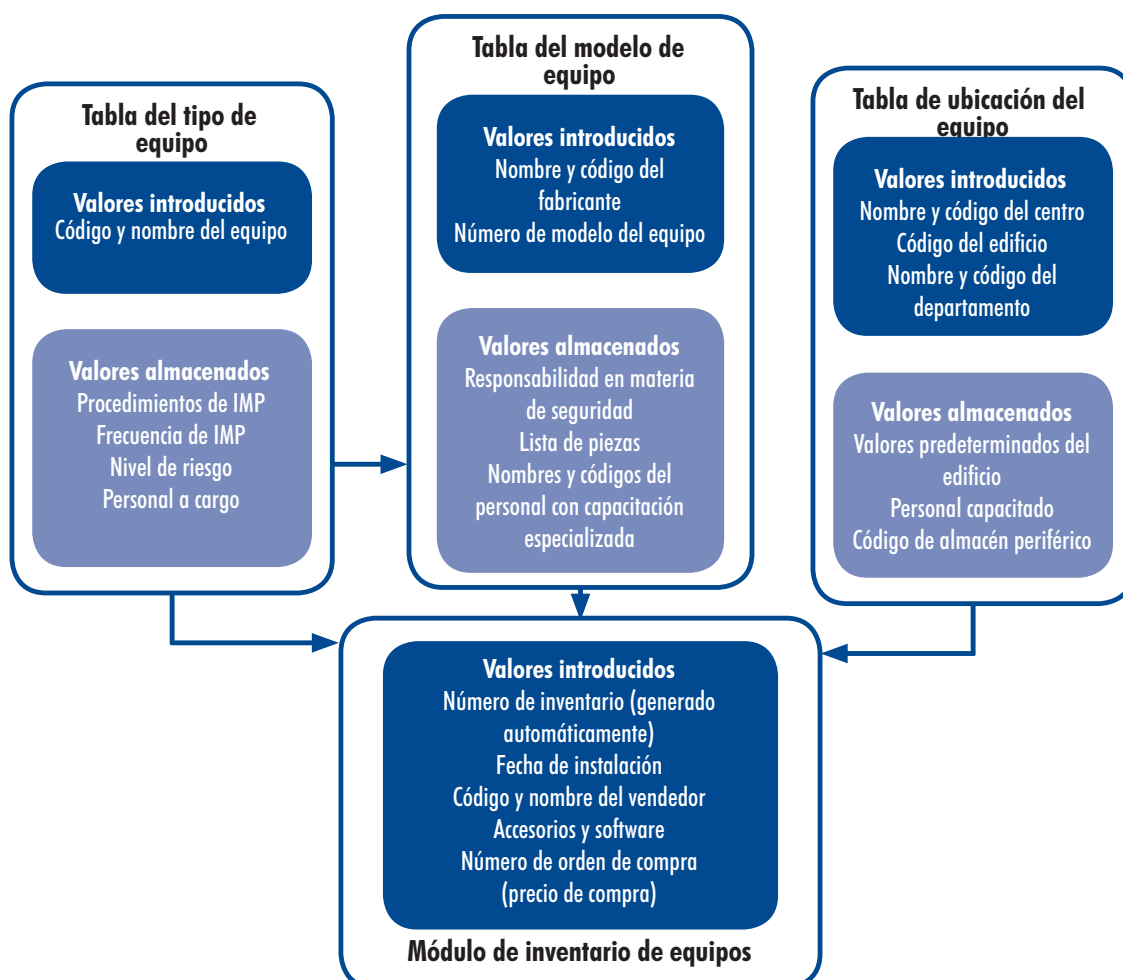 Tabla del tipo de
equipo
Valores introducidos
Código y nombre del equipo
Valores almacenados
Procedimientos de IMP
Frecuencia de IMP
Nivel de riesgo
Personal a cargo
Tabla del modelo de
equipo
Valores introducidos
Nombre y código del
fabricante
Número de modelo del equipo
Valores almacenados
Responsabilidad en materia
de seguridad
Lista de piezas
Nombres y códigos del
personal con capacitación
especializada
Tabla de ubicación del
equipo
Valores introducidos
Nombre y código del centro
Código del edificio
Nombre y código del
departamento
Valores almacenados
Valores predeterminados del
edificio
Personal capacitado
Código de almacén periférico
Valores introducidos
Número de inventario (generado
automáticamente)
Fecha de instalación
Código y nombre del vendedor
Accesorios y software
Número de orden de compra
(precio de compra)
Módulo de inventario de equipos